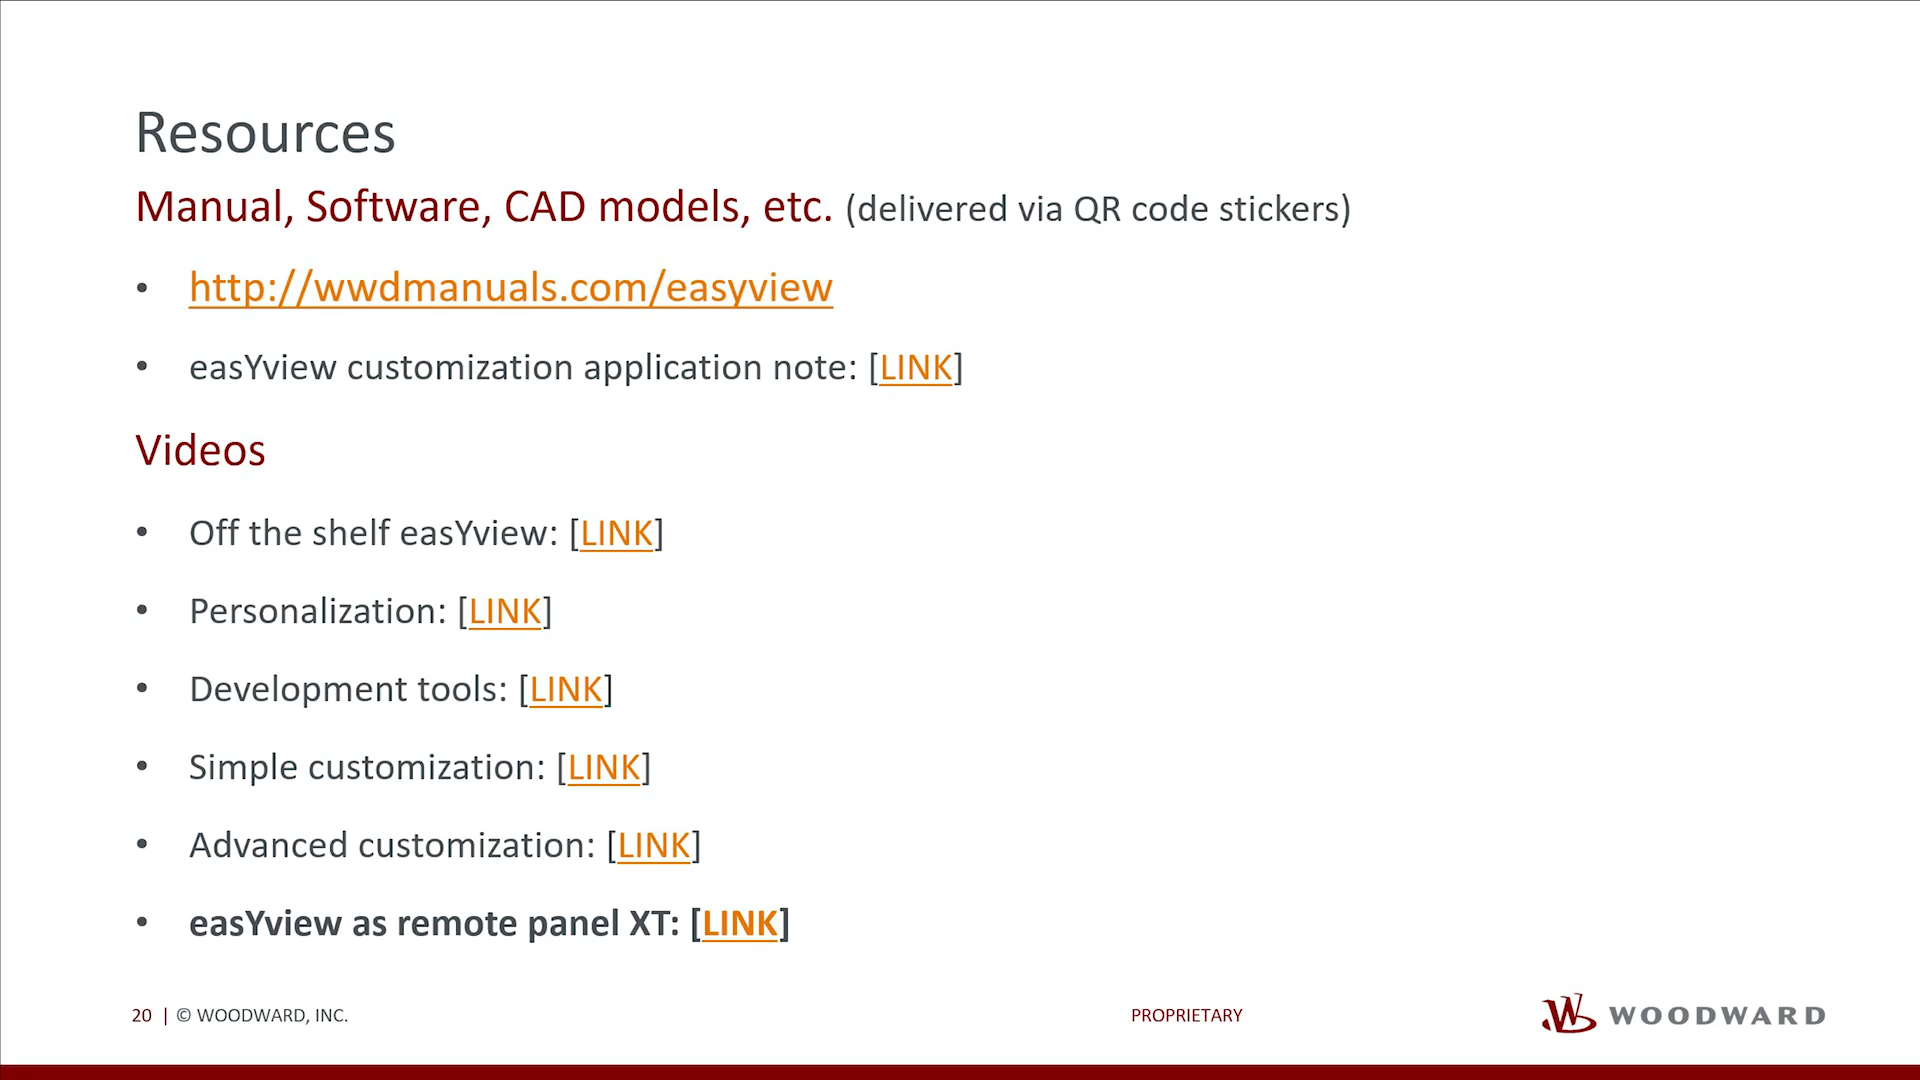 Resources
Manual, Software, CAD models, etc. (delivered via QR code stickers)
• http://wwdmanuals.com/easyview
• easYview customization application note: [LINK]
Videos
• Off the shelf easYview: [LINK]
• Personalization: [LINK]
• Development tools: [LINK]
• Simple customization: [LINK]
• Advanced customization: [LINK]
• easYview as remote panel XT: [LINK]
20 | © WOODWARD, INC.
PROPRIETARY
WOODWARD